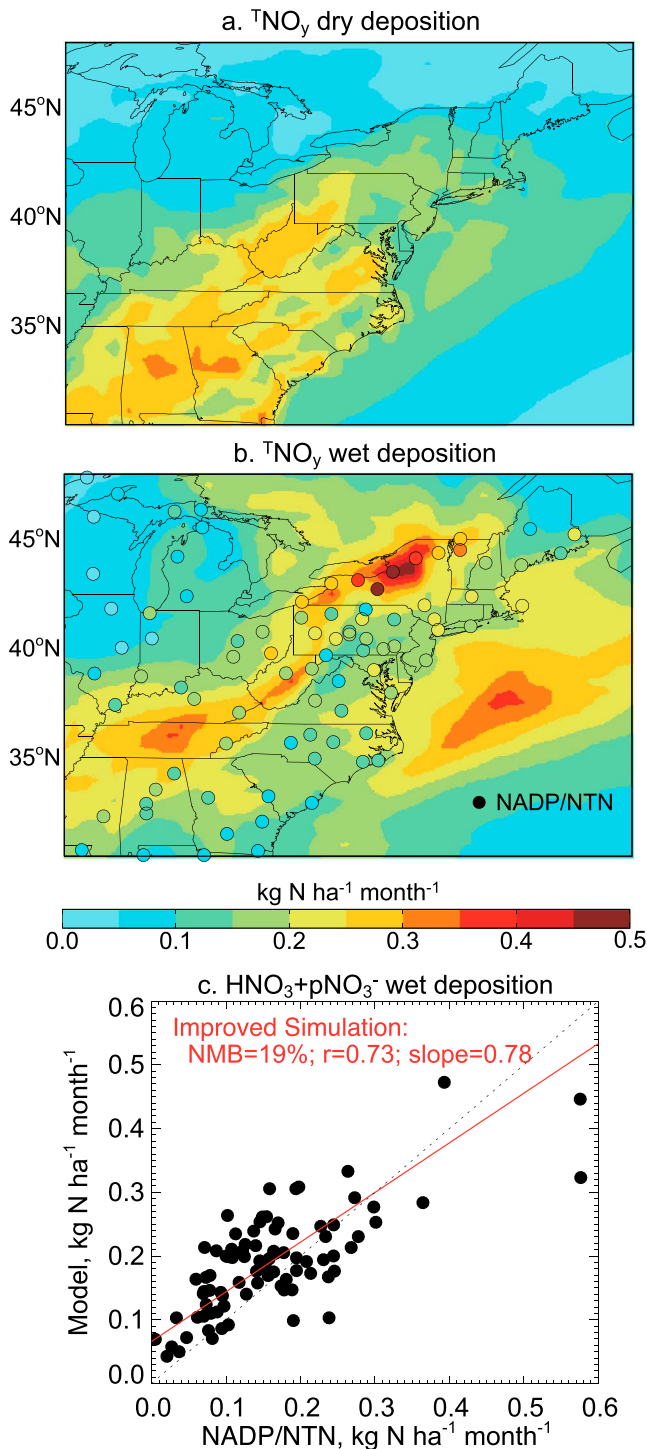 a. ᵀNOᵧ dry deposition
45°N
40°N
35°N
b. ᵀNOᵧ wet deposition
45°N
40°N
35°N
NADP/NTN
kg N ha⁻¹ month⁻¹
0.0 0.1 0.2 0.3 0.4 0.5
c. HNO₃+pNO₃⁻ wet deposition
Improved Simulation:
NMB=19%; r=0.73; slope=0.78
0.6
0.5
0.4
0.3
0.2
0.1
0.0
Model, kg N ha⁻¹ month⁻¹
0.0 0.1 0.2 0.3 0.4 0.5 0.6
NADP/NTN, kg N ha⁻¹ month⁻¹